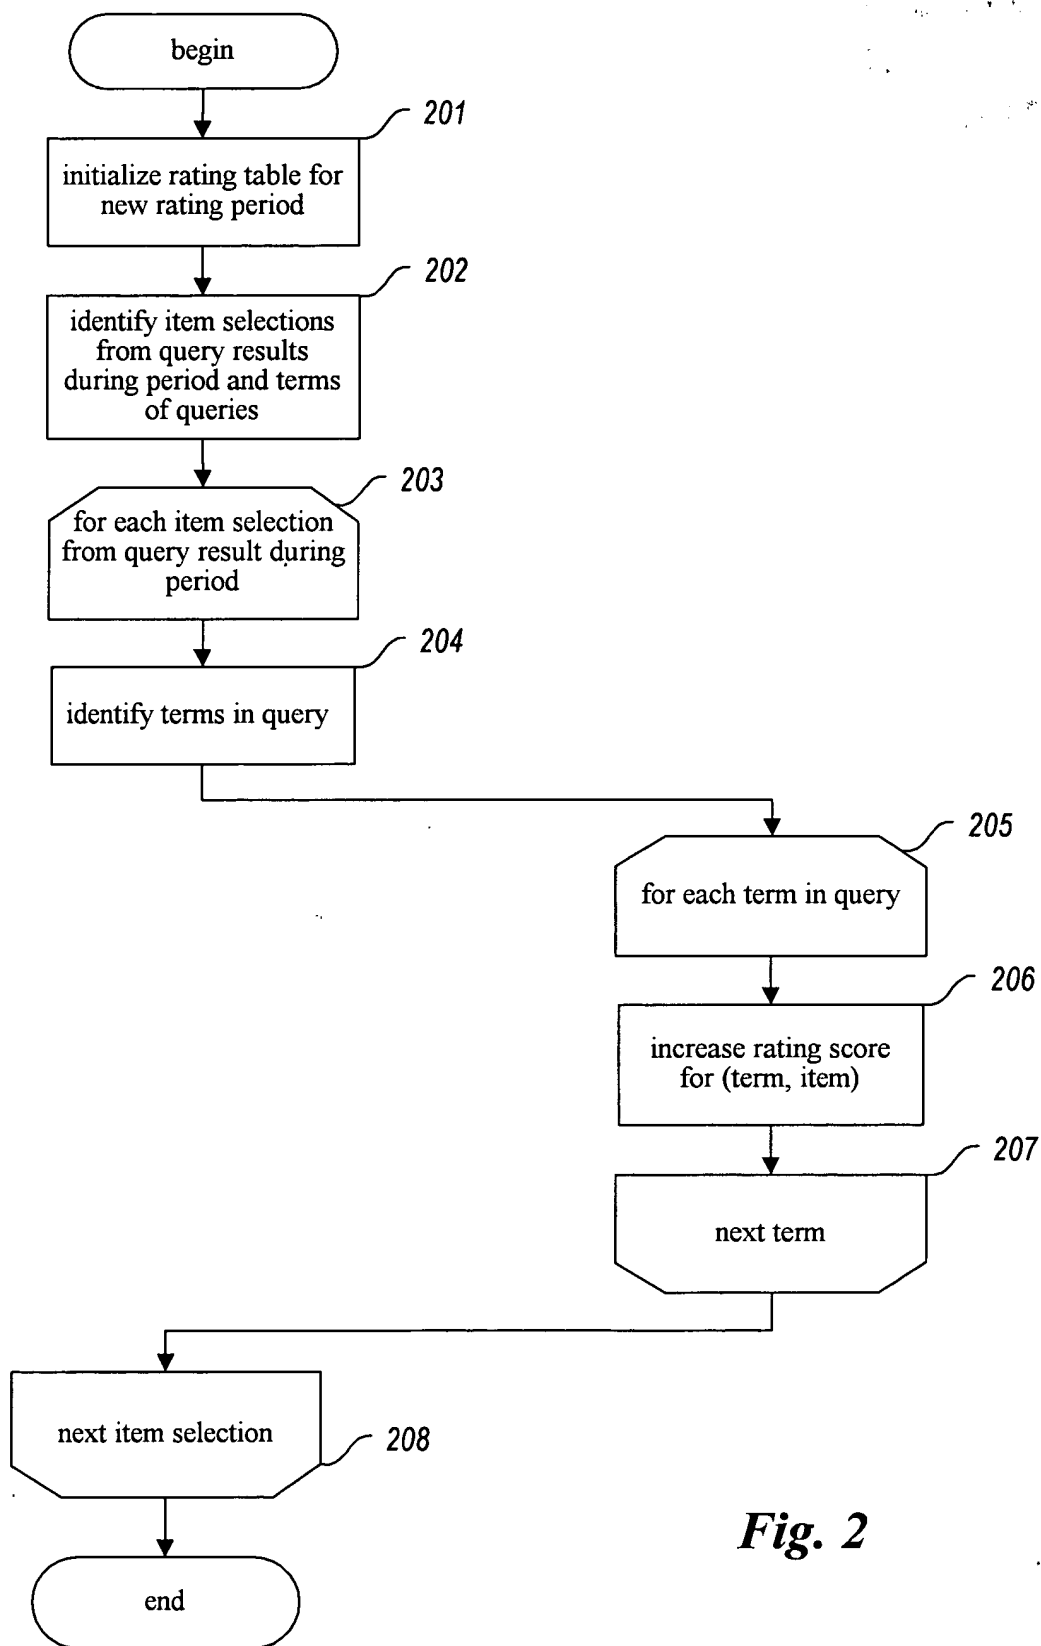 begin
201
initialize rating table for
new rating period
202
identify item selections
from query results
during period and terms
of queries
203
for each item selection
from query result during
period
204
identify terms in query
205
for each term in query
206
increase rating score
for (term, item)
207
next term
next item selection
208
end
Fig. 2